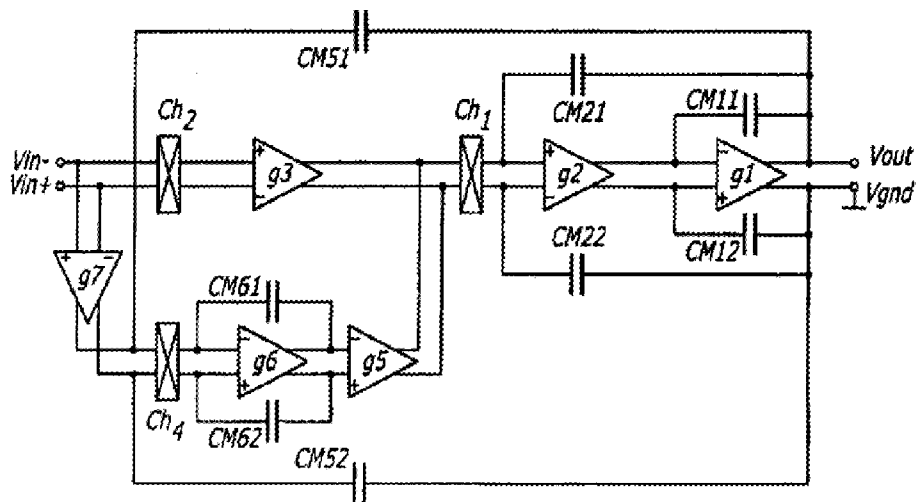 CM51
CM21
CM11
Ch1
Ch2
Vin-
Vin+
+
-
g3
+
-
g2
-
+
g1
Vout
Vgnd
CM12
CM22
+
-
g7
CM61
-
+
g6
-
+
g5
Ch4
CM62
CM52